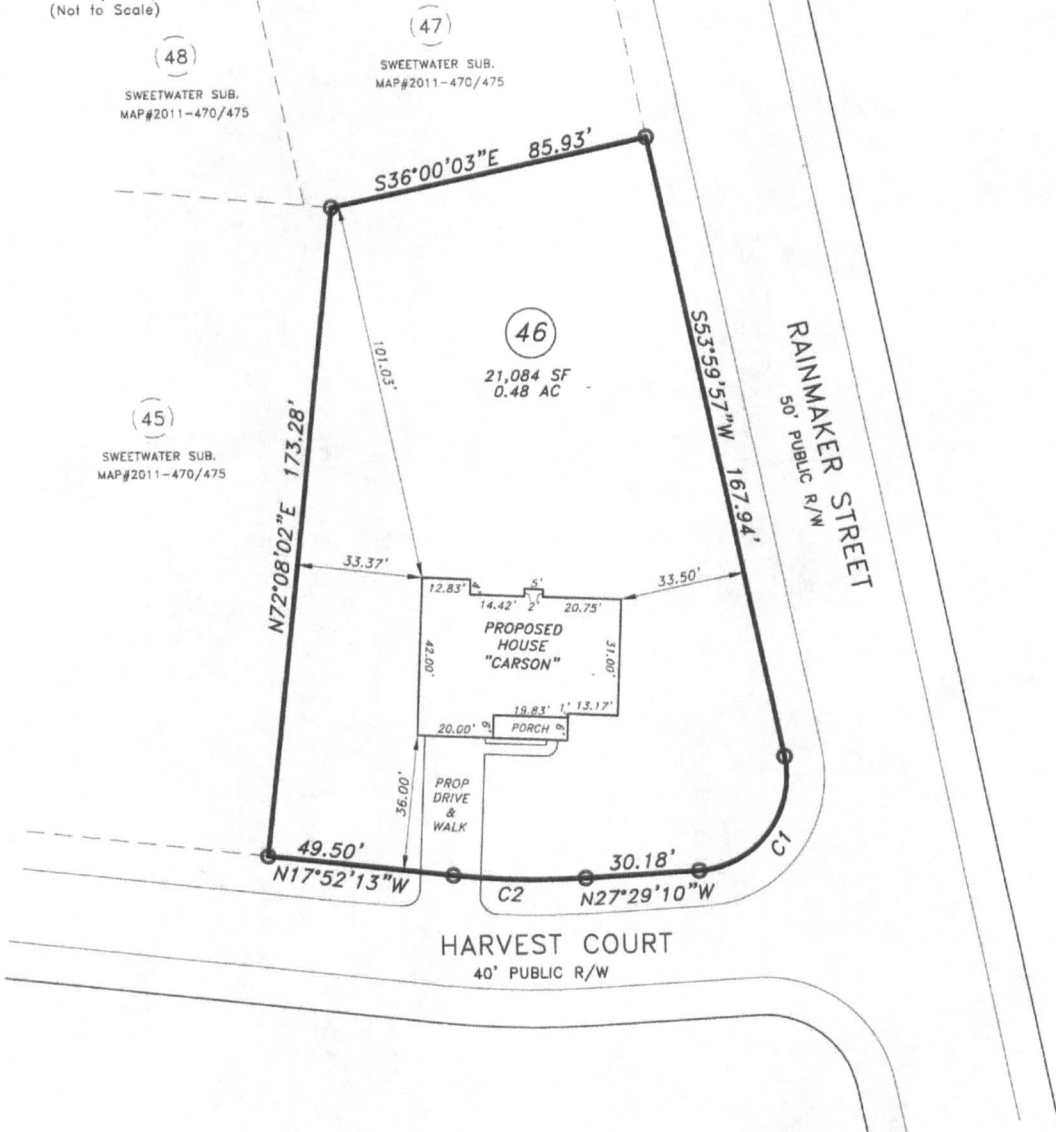 (Not to Scale)
47
SWEETWATER SUB.
MAP#2011-470/475
48
SWEETWATER SUB.
MAP#2011-470/475
S36°00'03"E 85.93'
46
21,084 SF
0.48 AC
101.03'
S53°59'57"W 167.94'
RAINMAKER STREET
50' PUBLIC R/W
45
SWEETWATER SUB.
MAP#2011-470/475
N72°08'02"E 173.28'
33.37'
33.50'
12.83'
4'
5'
14.42'
2'
20.75'
PROPOSED
HOUSE
"CARSON"
42.00'
31.00'
19.83'
1'
13.17'
20.00'
6'
PORCH
6'
36.00'
PROP
DRIVE
&
WALK
49.50'
N17°52'13"W
C2
30.18'
N27°29'10"W
C1
HARVEST COURT
40' PUBLIC R/W